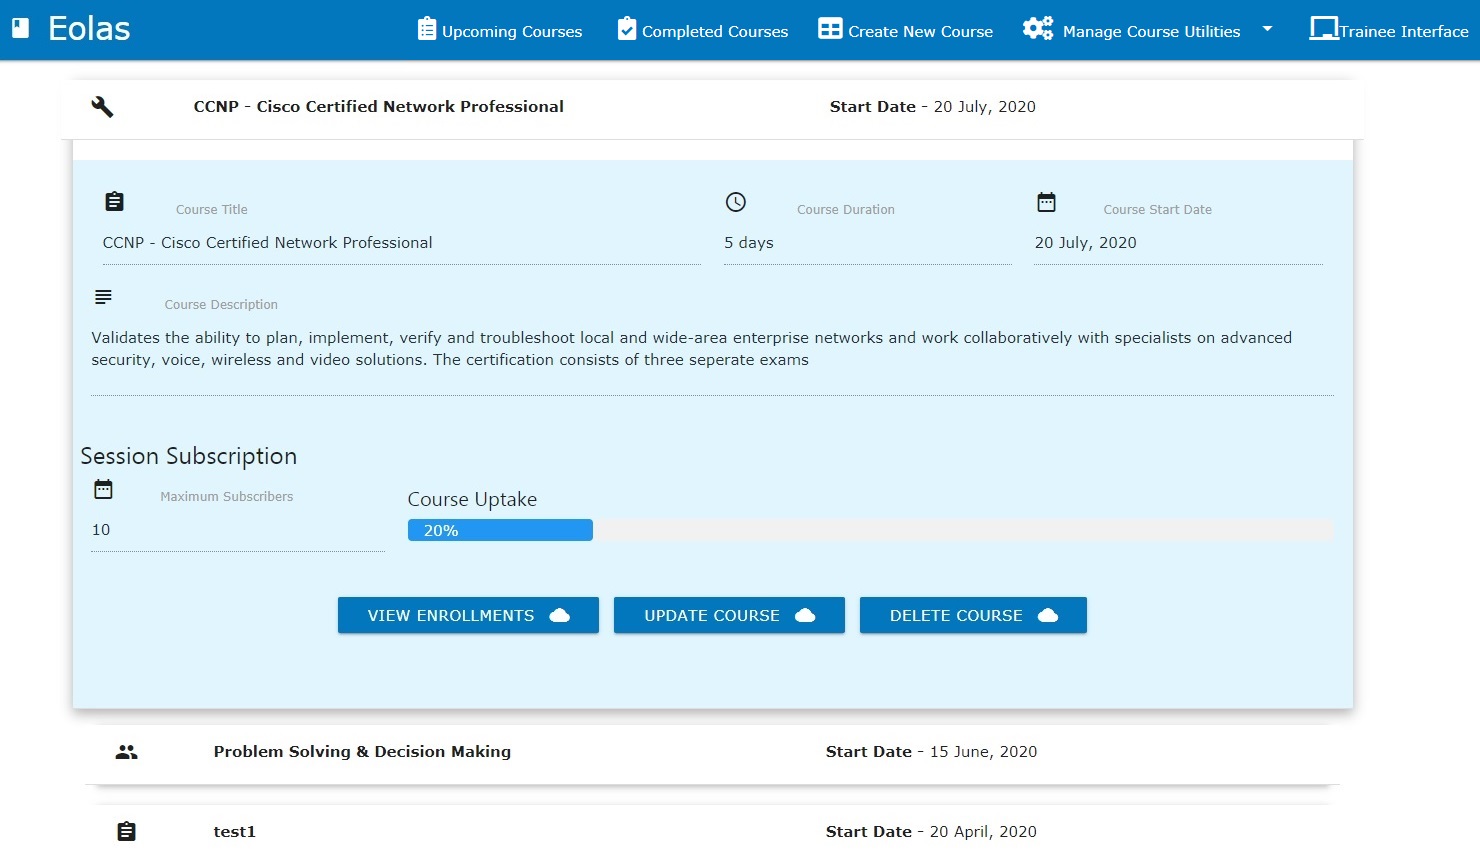 Eolas
Upcoming Courses
Completed Courses
Create New Course
Manage Course Utilities
Trainee Interface
CCNP - Cisco Certified Network Professional
Start Date - 20 July, 2020
Course Title
Course Duration
Course Start Date
CCNP - Cisco Certified Network Professional
5 days
20 July, 2020
Course Description
Validates the ability to plan, implement, verify and troubleshoot local and wide-area enterprise networks and work collaboratively with specialists on advanced
security, voice, wireless and video solutions. The certification consists of three seperate exams
Session Subscription
Maximum Subscribers
Course Uptake
10
20%
VIEW ENROLLMENTS
UPDATE COURSE
DELETE COURSE
Problem Solving & Decision Making
Start Date - 15 June, 2020
test1
Start Date - 20 April, 2020